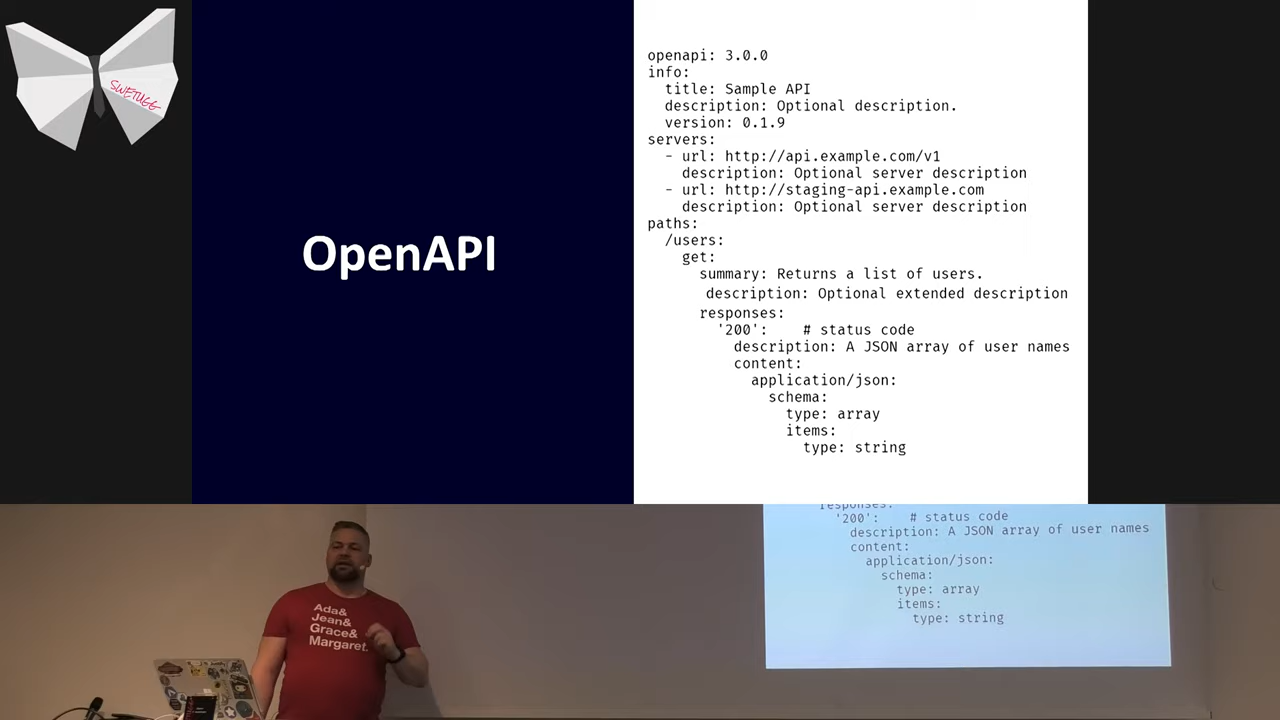 SWETUGG
OpenAPI
openapi: 3.0.0
info:
title: Sample API
description: Optional description.
version: 0.1.9
servers:
- url: http://api.example.com/v1
description: Optional server description
- url: http://staging-api.example.com
description: Optional server description
paths:
/users:
get:
summary: Returns a list of users.
description: Optional extended description
responses:
'200':    # status code
description: A JSON array of user names
content:
application/json:
schema:
type: array
items:
type: string
responses:
'200':    # status code
description: A JSON array of user names
content:
application/json:
schema:
type: array
items:
type: string
Ada&
Jean&
Grace&
Margaret.